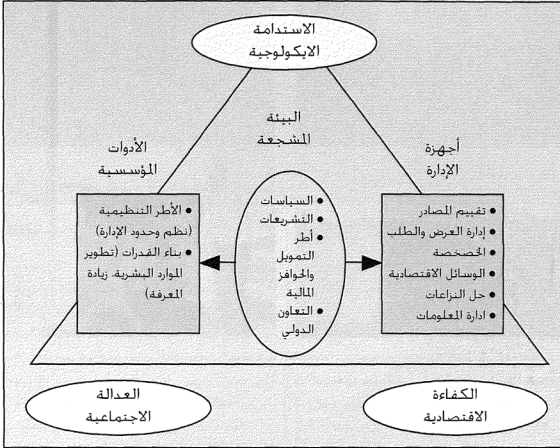 الاستدامة
الايكولوجية
البيئة
المشجعة
أجهزة
الإدارة
الأدوات
المؤسسية
• تقييم المصادر
• إدارة العرض والطلب
• الخصخصة
• الوسائل الاقتصادية
• حل النزاعات
• ادارة المعلومات
• السياسات
• التشريعات
• أطر
التمويل
والحوافز
المالية
• التعاون
الدولي
• الأطر التنظيمية
(نظم وحدود الإدارة)
• بناء القدرات (تطوير
الموارد البشرية، زيادة
المعرفة)
الكفاءة
الاقتصادية
العدالة
الاجتماعية